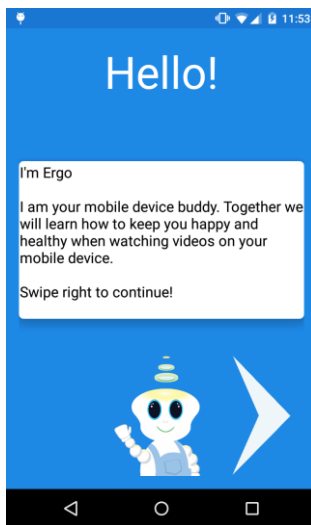 11:53
Hello!
I'm Ergo
I am your mobile device buddy. Together we
will learn how to keep you happy and
healthy when watching videos on your
mobile device.
Swipe right to continue!